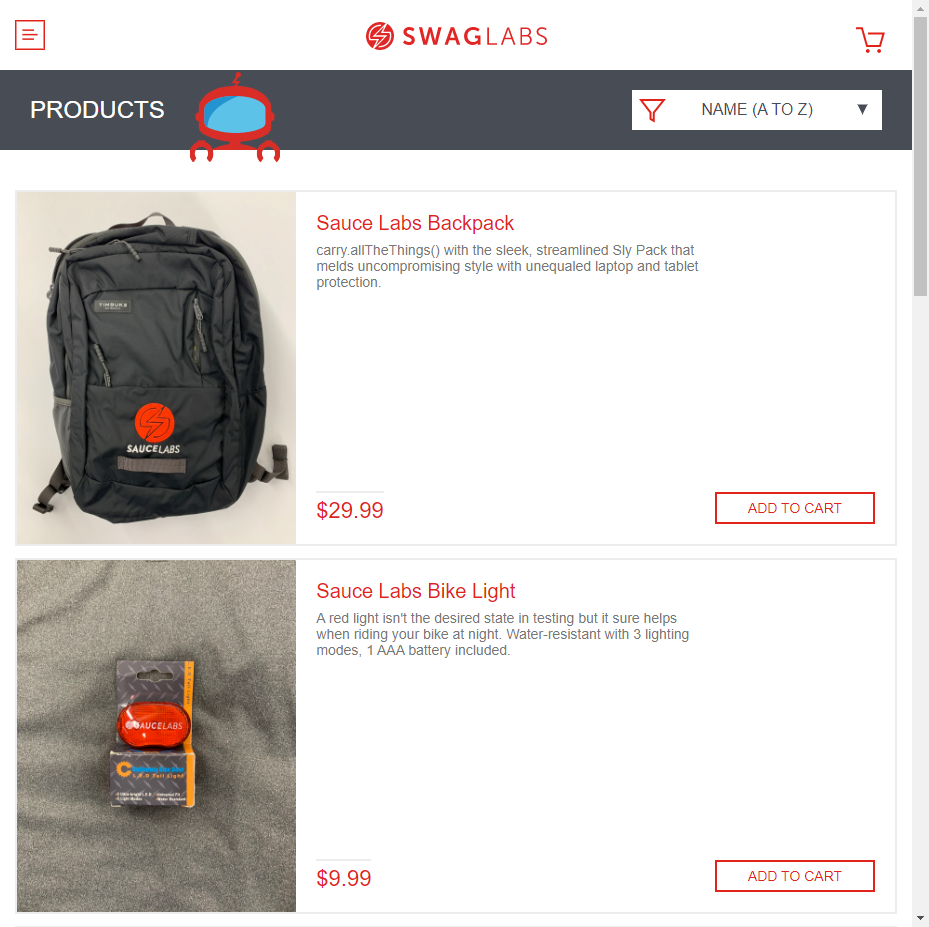 SWAGLABS
PRODUCTS
NAME (A TO Z)
Sauce Labs Backpack
carry.allTheThings() with the sleek, streamlined Sly Pack that
melds uncompromising style with unequaled laptop and tablet
protection.
TIMBUK2
SAUCELABS
$29.99
ADD TO CART
Sauce Labs Bike Light
A red light isn't the desired state in testing but it sure helps
when riding your bike at night. Water-resistant with 3 lighting
modes, 1 AAA battery included.
SAUCELABS
L.E.D Tail Light
$9.99
ADD TO CART